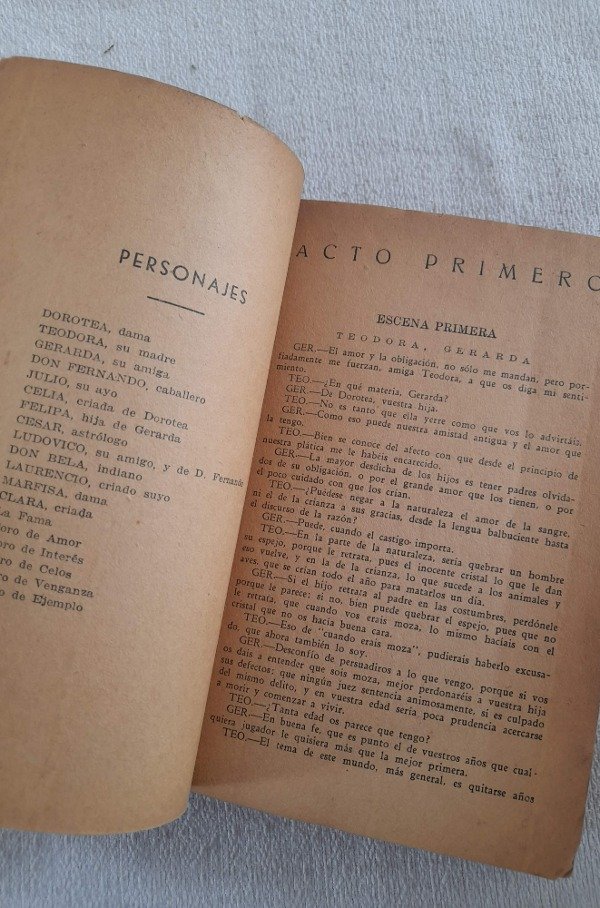 PERSONAJES
DOROTEA, dama
TEODORA, su madre
GERARDA, su amiga
DON FERNANDO, caballero
JULIO, su ayo
CELIA, criada de Dorotea
FELIPA, hija de Gerarda
CESAR, astrólogo
LUDOVICO, su amigo, y de D. Fernando
DON BELA, indiano
LAURENCIO, criado suyo
MARFISA, dama
CLARA, criada
La Fama
oro de Amor
oro de Interés
ro de Celos
ro de Venganza
o de Ejemplo
ACTO PRIMERO
ESCENA PRIMERA
TEODORA, GERARDA
GER.—El amor y la obligación, no sólo me mandan, pero por-
fiadamente me fuerzan, amiga Teodora, a que os diga mi senti-
miento.
TEO.—¿En qué materia, Gerarda?
GER.—De Dorotea, vuestra hija.
TEO.—No es tanto que ella yerre como que vos lo advirtáis.
GER.—Como eso puede nuestra amistad antigua y el amor que
la tengo.
TEO.—Bien se conoce del afecto con que desde el principio de
nuestra plática me le habéis encarecido.
GER.—La mayor desdicha de los hijos es tener padres olvida-
dos de su obligación, o por el grande amor que los tienen, o por
el poco cuidado con que los crían.
TEO.—¿Puédese negar a la naturaleza el amor de la sangre,
ni el de la crianza a sus gracias, desde la lengua balbuciente hasta
el discurso de la razón?
GER.—Puede, cuando el castigo importa.
TEO.—En la parte de la naturaleza, sería quebrar un hombre
su espejo, porque le retrata, pues el inocente cristal lo que le dan
eso vuelve, y en la de la crianza, lo que sucede a los animales y
aves, que se crían todo el año para matarlos un día.
GER.—Si el hijo retrata al padre en las costumbres, perdónele
porque le parece; si no, bien puede quebrar el espejo, pues que no
le retrata, que cuando vos erais moza, lo mismo hacíais con el
cristal que no os hacía buena cara.
TEO.—Eso de "cuando erais moza", pudierais haberlo excusa-
do, que ahora también lo soy.
GER.—Desconfío de persuadiros a lo que vengo, porque si vos
os dais a entender que sois moza, mejor perdonaréis a vuestra hija
sus defectos; que ningún juez sentencia animosamente, si es culpado
del mismo delito, y en vuestra edad sería poca prudencia acercarse
a morir y comenzar a vivir.
TEO.—¿Tanta edad os parece que tengo?
GER.—En buena fe, que es punto el de vuestros años que cual-
quiera jugador le quisiera más que la mejor primera.
TEO.—El tema de este mundo, más general, es quitarse años